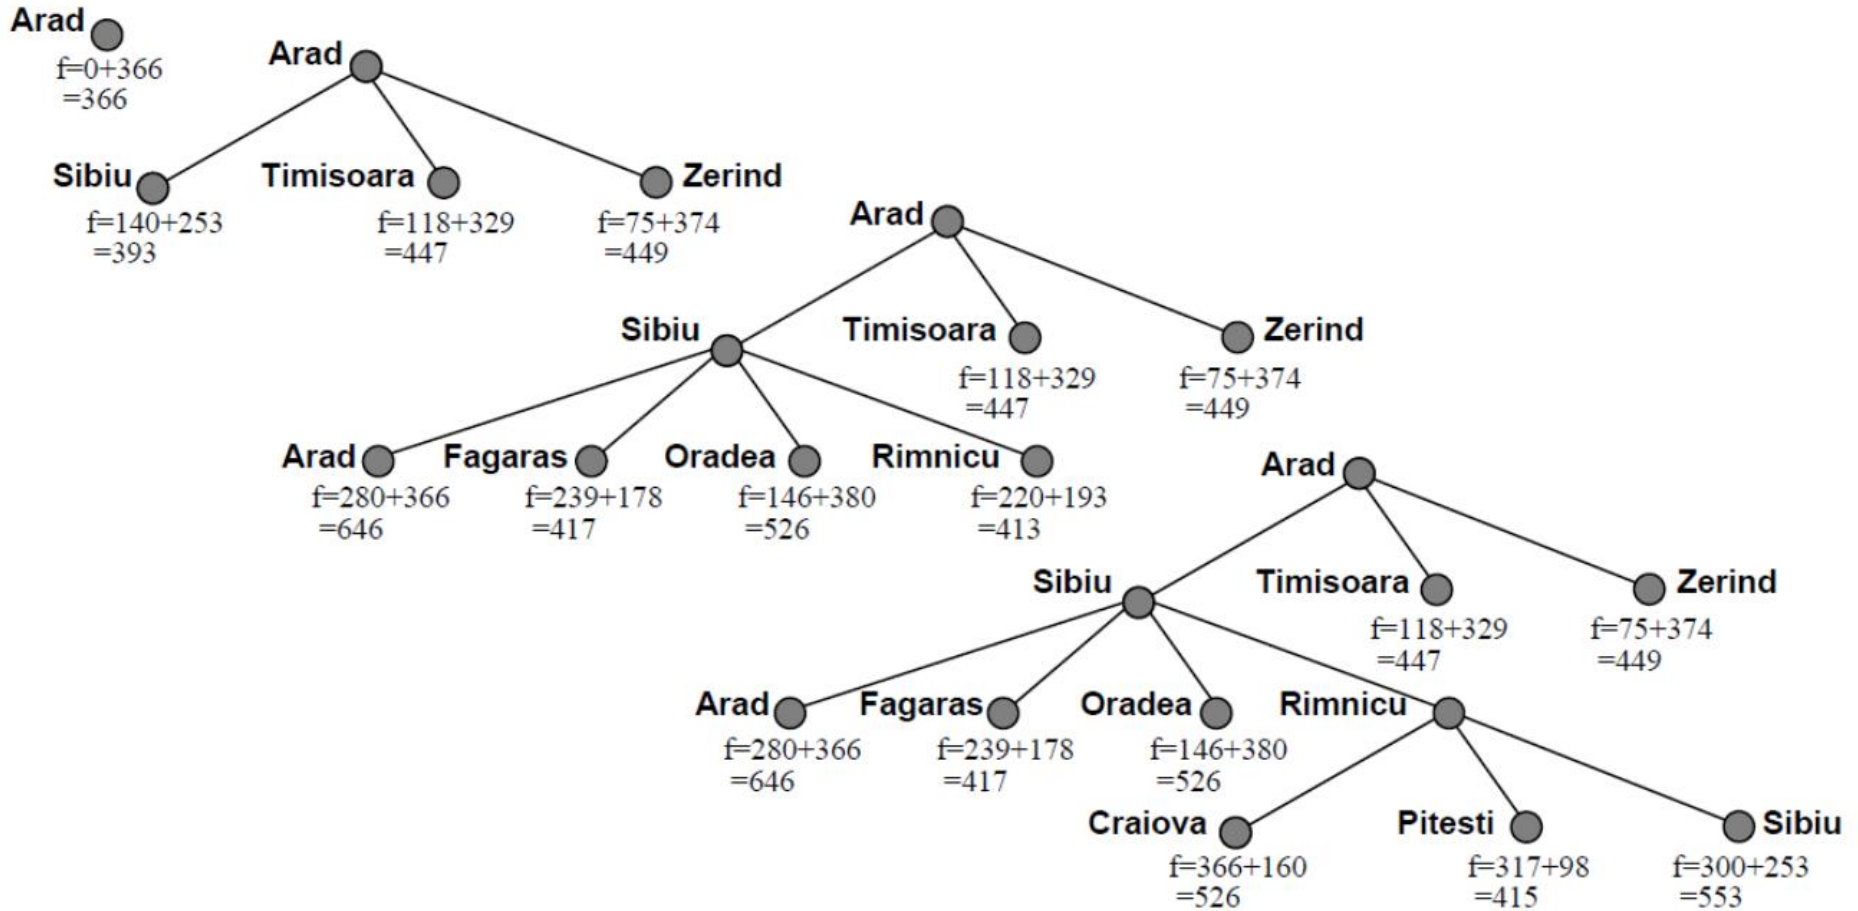 Arad
f=0+366
=366
Arad
Sibiu
f=140+253
=393
Timisoara
f=118+329
=447
Zerind
f=75+374
=449
Arad
Sibiu
Timisoara
f=118+329
=447
Zerind
f=75+374
=449
Arad
f=280+366
=646
Fagaras
f=239+178
=417
Oradea
f=146+380
=526
Rimnicu
f=220+193
=413
Arad
Sibiu
Timisoara
f=118+329
=447
Zerind
f=75+374
=449
Arad
f=280+366
=646
Fagaras
f=239+178
=417
Oradea
f=146+380
=526
Rimnicu
Craiova
f=366+160
=526
Pitesti
f=317+98
=415
Sibiu
f=300+253
=553